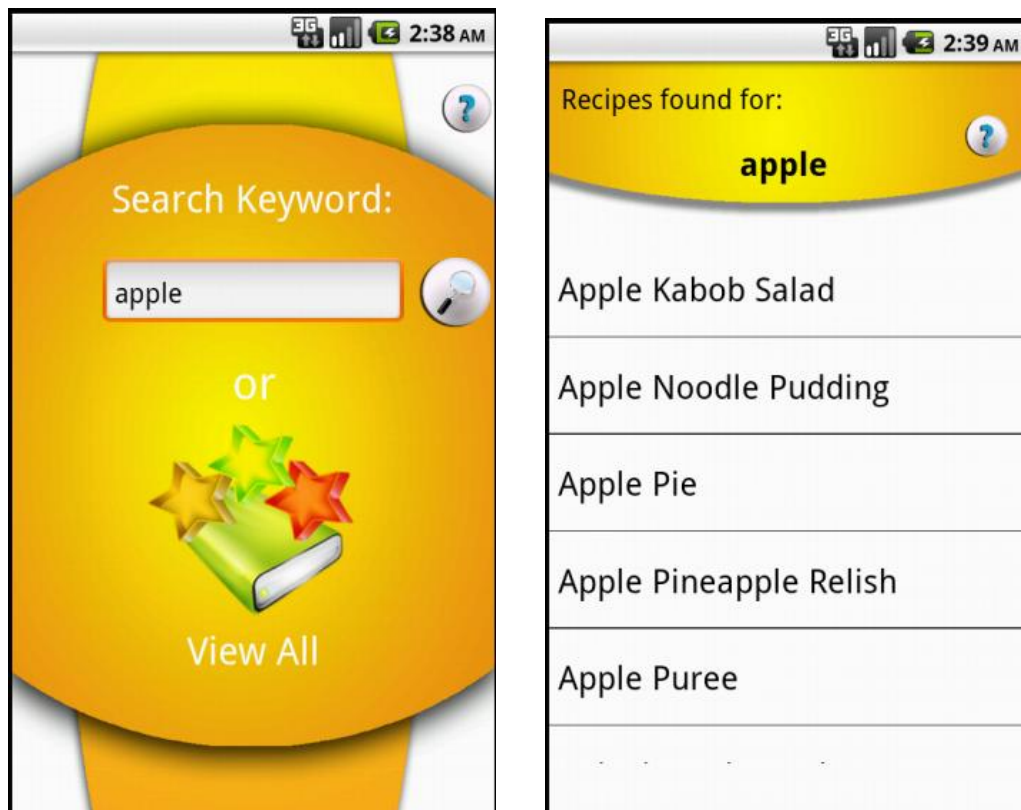 3G 2:38 AM
?
Search Keyword:
apple
or
View All
3G 2:39 AM
Recipes found for:
?
apple
Apple Kabob Salad
Apple Noodle Pudding
Apple Pie
Apple Pineapple Relish
Apple Puree